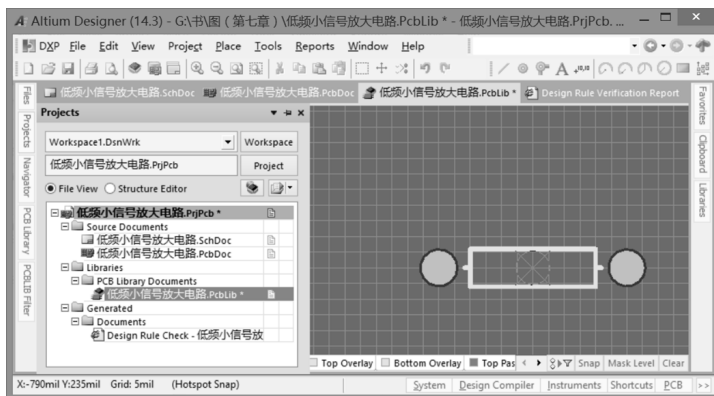 Altium Designer (14.3) - G:\书\图 (第七章) \低频小信号放大电路.PcbLib * - 低频小信号放大电路.PrjPcb. ...
DXP File Edit View Project Place Tools Reports Window Help
低频小信号放大电路.SchDoc 低频小信号放大电路.PcbDoc 低频小信号放大电路.PcbLib * Design Rule Verification Report
Files
Projects
Navigator
PCB Library
PCBLIB Filter
Projects
Workspace1.DsnWrk Workspace
低频小信号放大电路.PrjPcb Project
File View Structure Editor
低频小信号放大电路.PrjPcb *
Source Documents
低频小信号放大电路.SchDoc
低频小信号放大电路.PcbDoc
Libraries
PCB Library Documents
低频小信号放大电路.PcbLib *
Generated
Documents
Design Rule Check - 低频小信号放
Favorites
Clipboard
Libraries
Top Overlay Bottom Overlay Top Pas Snap Mask Level Clear
X:-790mil Y:235mil Grid: 5mil (Hotspot Snap) System Design Compiler Instruments Shortcuts PCB >>